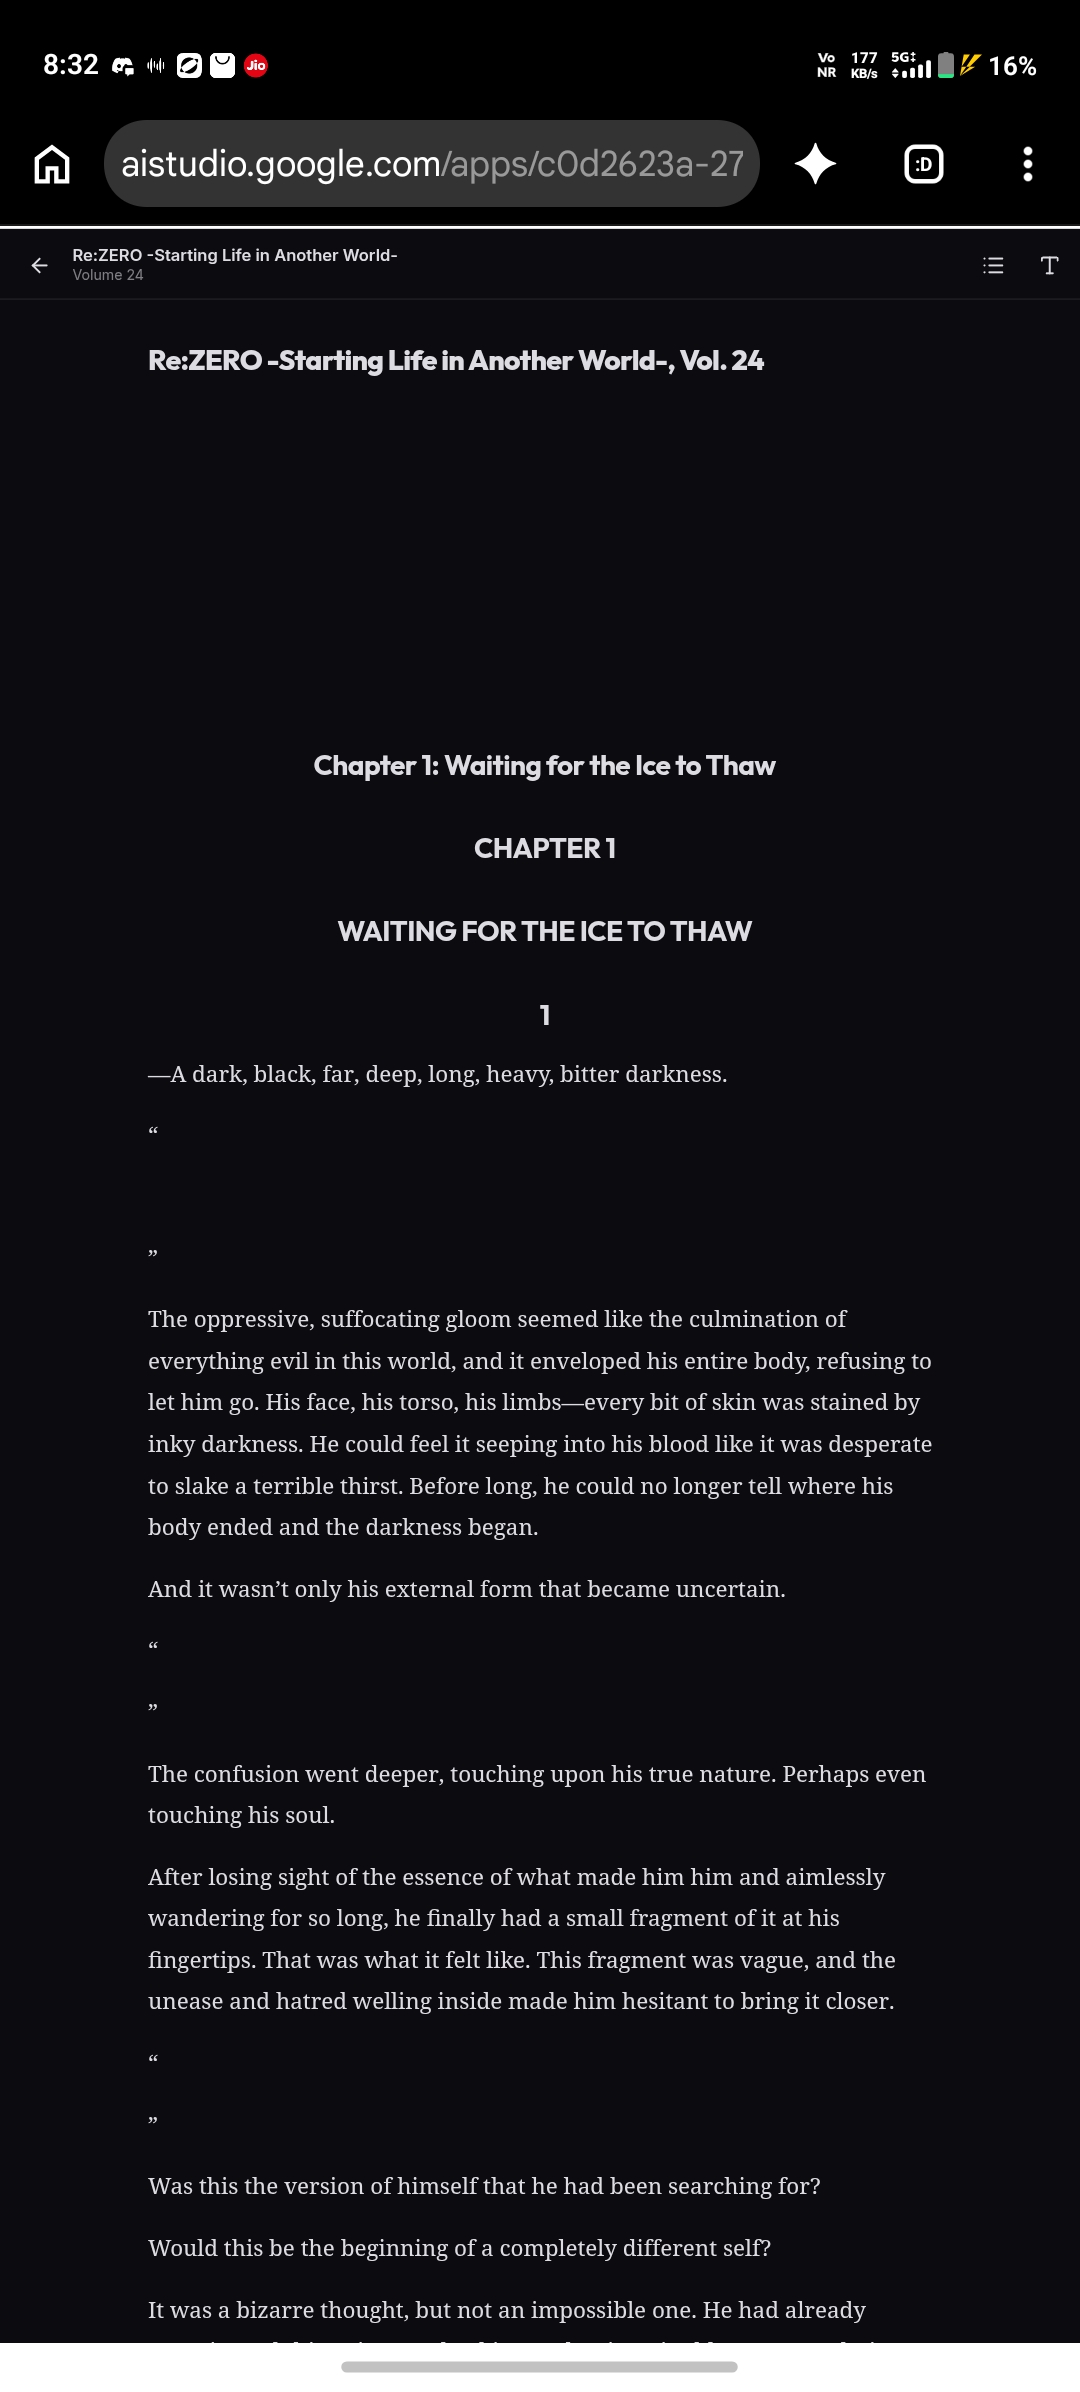 8:32
Jio
Vo NR
177 KB/s
5G
16%
aistudio.google.com/apps/c0d2623a-27
:D
Re:ZERO -Starting Life in Another World-
Volume 24
Re:ZERO -Starting Life in Another World-, Vol. 24
Chapter 1: Waiting for the Ice to Thaw
CHAPTER 1
WAITING FOR THE ICE TO THAW
1
—A dark, black, far, deep, long, heavy, bitter darkness.
“
”
The oppressive, suffocating gloom seemed like the culmination of
everything evil in this world, and it enveloped his entire body, refusing to
let him go. His face, his torso, his limbs—every bit of skin was stained by
inky darkness. He could feel it seeping into his blood like it was desperate
to slake a terrible thirst. Before long, he could no longer tell where his
body ended and the darkness began.
And it wasn’t only his external form that became uncertain.
“
”
The confusion went deeper, touching upon his true nature. Perhaps even
touching his soul.
After losing sight of the essence of what made him him and aimlessly
wandering for so long, he finally had a small fragment of it at his
fingertips. That was what it felt like. This fragment was vague, and the
unease and hatred welling inside made him hesitant to bring it closer.
“
”
Was this the version of himself that he had been searching for?
Would this be the beginning of a completely different self?
It was a bizarre thought, but not an impossible one. He had already